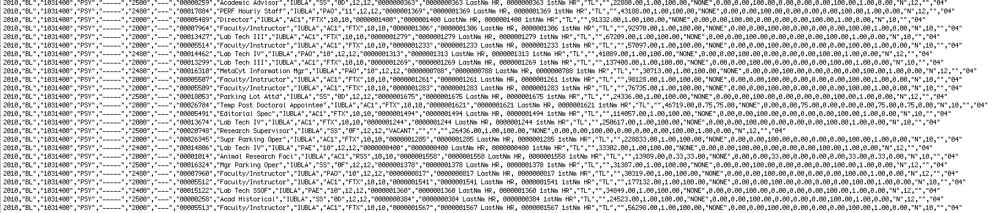 2010,"BL","1031400","PSY","-----","2500","---","00000259","Academic Advisor","IUBLA","SS","0D",12,12,"0000000363","0000000363 LastNm HR, 0000000363 1stNm HR","TL","",22880.00,1.00,100.00,"NONE",0.00,0.00,0.00,100.00,0.00,0.00,0.00,0.00,100.00,1.00,0.00,"N",12,"","04"
2010,"BL","1031400","PSY","-----","2480","---","00017884","PERF Hourly Staff","IUBLA","PAO","11",12,12,"0000001369","0000001369 LastNm HR, 0000001369 1stNm HR","TL","",43188.00,1.00,100.00,"NONE",0.00,0.00,0.00,100.00,0.00,0.00,0.00,0.00,100.00,1.00,0.00,"N",12,"","04"
2010,"BL","1031400","PSY","-----","2000","---","00005489","Director","IUBLA","AC1","FTX",10,10,"0000001400","0000001400 LastNm HR, 0000001400 1stNm HR","TL","",91332.00,1.00,100.00,"NONE",0.00,0.00,0.00,100.00,0.00,0.00,0.00,0.00,100.00,1.00,0.00,"N",10,"","04"
2010,"BL","1031400","PSY","-----","2000","---","00007964","Faculty/Instructor","IUBLA","AC1","FTX",10,10,"0000001306","0000001306 LastNm HR, 0000001306 1stNm HR","TL","",92970.00,1.00,100.00,"NONE",0.00,0.00,0.00,100.00,0.00,0.00,0.00,0.00,100.00,1.00,0.00,"N",10,"","04"
2010,"BL","1031400","PSY","-----","2000","---","00013427","Lab Tech III","IUBLA","AC1","FTX",10,10,"0000001279","0000001279 LastNm HR, 0000001279 1stNm HR","TL","",67209.00,1.00,100.00,"NONE",0.00,0.00,0.00,100.00,0.00,0.00,0.00,0.00,100.00,1.00,0.00,"N",10,"","04"
2010,"BL","1031400","PSY","-----","2000","---","00005514","Faculty/Instructor","IUBLA","AC1","FTX",10,10,"0000001233","0000001233 LastNm HR, 0000001233 1stNm HR","TL","",57097.00,1.00,100.00,"NONE",0.00,0.00,0.00,100.00,0.00,0.00,0.00,0.00,100.00,1.00,0.00,"N",10,"","04"
2010,"BL","1031400","PSY","-----","2480","---","00014462","Lab Tech IV","IUBLA","PAO","10",12,12,"0000001313","0000001313 LastNm HR, 0000001313 1stNm HR","TL","",41089.00,1.00,100.00,"NONE",0.00,0.00,0.00,100.00,0.00,0.00,0.00,0.00,100.00,1.00,0.00,"N",12,"","04"
2010,"BL","1031400","PSY","-----","2000","---","00013299","Lab Tech III","IUBLA","AC1","FTX",10,10,"0000001269","0000001269 LastNm HR, 0000001269 1stNm HR","TL","",137408.00,1.00,100.00,"NONE",0.00,0.00,0.00,100.00,0.00,0.00,0.00,0.00,100.00,1.00,0.00,"N",10,"","04"
2010,"BL","1031400","PSY","-----","2480","---","00016310","MetaCyt Information Mgr","IUBLA","PAO","10",12,12,"0000000788","0000000788 LastNm HR, 0000000788 1stNm HR","TL","",30713.00,1.00,100.00,"NONE",0.00,0.00,0.00,100.00,0.00,0.00,0.00,0.00,100.00,1.00,0.00,"N",12,"","04"
2010,"BL","1031400","PSY","-----","2000","---","00005507","Faculty/Instructor","IUBLA","AC1","FTX",10,10,"0000001261","0000001261 LastNm HR, 0000001261 1stNm HR","TL","",98128.00,1.00,100.00,"NONE",0.00,0.00,0.00,100.00,0.00,0.00,0.00,0.00,100.00,1.00,0.00,"N",10,"","04"
2010,"BL","1031400","PSY","-----","2000","---","00005509","Faculty/Instructor","IUBLA","AC1","FTX",10,10,"0000001283","0000001283 LastNm HR, 0000001283 1stNm HR","TL","",76735.00,1.00,100.00,"NONE",0.00,0.00,0.00,100.00,0.00,0.00,0.00,0.00,100.00,1.00,0.00,"N",10,"","04"
2010,"BL","1031400","PSY","-----","2500","---","00018053","Parking Lot Attd","IUBLA","SS","0D",12,12,"0000001675","0000001675 LastNm HR, 0000001675 1stNm HR","TL","",24336.00,1.00,100.00,"NONE",0.00,0.00,0.00,100.00,0.00,0.00,0.00,0.00,100.00,1.00,0.00,"N",12,"","04"
2010,"BL","1031400","PSY","-----","2000","---","00026784","Temp Post Doctoral Appointee","IUBLA","AC1","FTX",10,10,"0000001621","0000001621 LastNm HR, 0000001621 1stNm HR","TL","",46719.00,0.75,75.00,"NONE",0.00,0.00,0.00,75.00,0.00,0.00,0.00,0.00,75.00,0.75,0.00,"N",10,"","04"
2010,"BL","1031400","PSY","-----","2000","---","00005491","Editorial Spec","IUBLA","AC1","FTX",10,10,"0000001494","0000001494 LastNm HR, 0000001494 1stNm HR","TL","",114057.00,1.00,100.00,"NONE",0.00,0.00,0.00,100.00,0.00,0.00,0.00,0.00,100.00,1.00,0.00,"N",10,"","04"
2010,"BL","1031400","PSY","-----","2000","---","00013674","Lab Tech IV","IUBLA","AC1","FTX",10,10,"0000001244","0000001244 LastNm HR, 0000001244 1stNm HR","TL","",250617.00,1.00,100.00,"NONE",0.00,0.00,0.00,100.00,0.00,0.00,0.00,0.00,100.00,1.00,0.00,"N",10,"","04"
2010,"BL","1031400","PSY","-----","2500","---","00020748","Research Supervisor","IUBLA","SS","0F",12,12,"VACANT","","","",26436.00,1.00,100.00,"NONE",0.00,0.00,0.00,100.00,0.00,0.00,0.00,0.00,100.00,1.00,0.00,"N",12,"","04"
2010,"BL","1031400","PSY","-----","2000","---","00026345","Supr Parking Oper","IUBLA","AC1","FTX",10,10,"0000001285","0000001285 LastNm HR, 0000001285 1stNm HR","TL","",228833.00,1.00,100.00,"NONE",0.00,0.00,0.00,100.00,0.00,0.00,0.00,0.00,100.00,1.00,0.00,"N",10,"","04"
2010,"BL","1031400","PSY","-----","2400","---","00014806","Lab Tech IV","IUBLA","PAE","10",12,12,"0000000400","0000000400 LastNm HR, 0000000400 1stNm HR","TL","",33302.00,1.00,100.00,"NONE",0.00,0.00,0.00,100.00,0.00,0.00,0.00,0.00,100.00,1.00,0.00,"N",12,"","04"
2010,"BL","1031400","PSY","-----","2000","---","00001014","Animal Research Faci","IUBLA","AC1","RSS",10,10,"0000001558","0000001558 LastNm HR, 0000001558 1stNm HR","TL","",13989.00,0.33,33.00,"NONE",0.00,0.00,0.00,33.00,0.00,0.00,0.00,0.00,33.00,0.33,0.00,"N",10,"","04"
2010,"BL","1031400","PSY","-----","2500","---","00016324","Mgr Parking Oper","IUBLA","SS","0F",12,12,"0000001378","0000001378 LastNm HR, 0000001378 1stNm HR","TL","",31387.00,1.00,100.00,"NONE",0.00,0.00,0.00,100.00,0.00,0.00,0.00,0.00,100.00,1.00,0.00,"N",12,"","04"
2010,"BL","1031400","PSY","-----","2480","---","00007960","Faculty/Instructor","IUBLA","PAO","10",12,12,"0000000817","0000000817 LastNm HR, 0000000817 1stNm HR","TL","",30319.00,1.00,100.00,"NONE",0.00,0.00,0.00,100.00,0.00,0.00,0.00,0.00,100.00,1.00,0.00,"N",12,"","04"
2010,"BL","1031400","PSY","-----","2000","---","00005512","Faculty/Instructor","IUBLA","AC1","FTX",10,10,"0000001541","0000001541 LastNm HR, 0000001541 1stNm HR","TL","",177132.00,1.00,100.00,"NONE",0.00,0.00,0.00,100.00,0.00,0.00,0.00,0.00,100.00,1.00,0.00,"N",10,"","04"
2010,"BL","1031400","PSY","-----","2400","---","00015122","Lab Tech SSOF","IUBLA","PAE","10",12,12,"0000001360","0000001360 LastNm HR, 0000001360 1stNm HR","TL","",34849.00,1.00,100.00,"NONE",0.00,0.00,0.00,100.00,0.00,0.00,0.00,0.00,100.00,1.00,0.00,"N",12,"","04"
2010,"BL","1031400","PSY","-----","2500","---","00000258","Acad Historical","IUBLA","SS","0D",12,12,"0000000384","0000000384 LastNm HR, 0000000384 1stNm HR","TL","",24523.00,1.00,100.00,"NONE",0.00,0.00,0.00,100.00,0.00,0.00,0.00,0.00,100.00,1.00,0.00,"N",12,"","04"
2010,"BL","1031400","PSY","-----","2000","---","00005513","Faculty/Instructor","IUBLA","AC1","FTX",10,10,"0000001567","0000001567 LastNm HR, 0000001567 1stNm HR","TL","",56298.00,1.00,100.00,"NONE",0.00,0.00,0.00,100.00,0.00,0.00,0.00,0.00,100.00,1.00,0.00,"N",10,"","04"